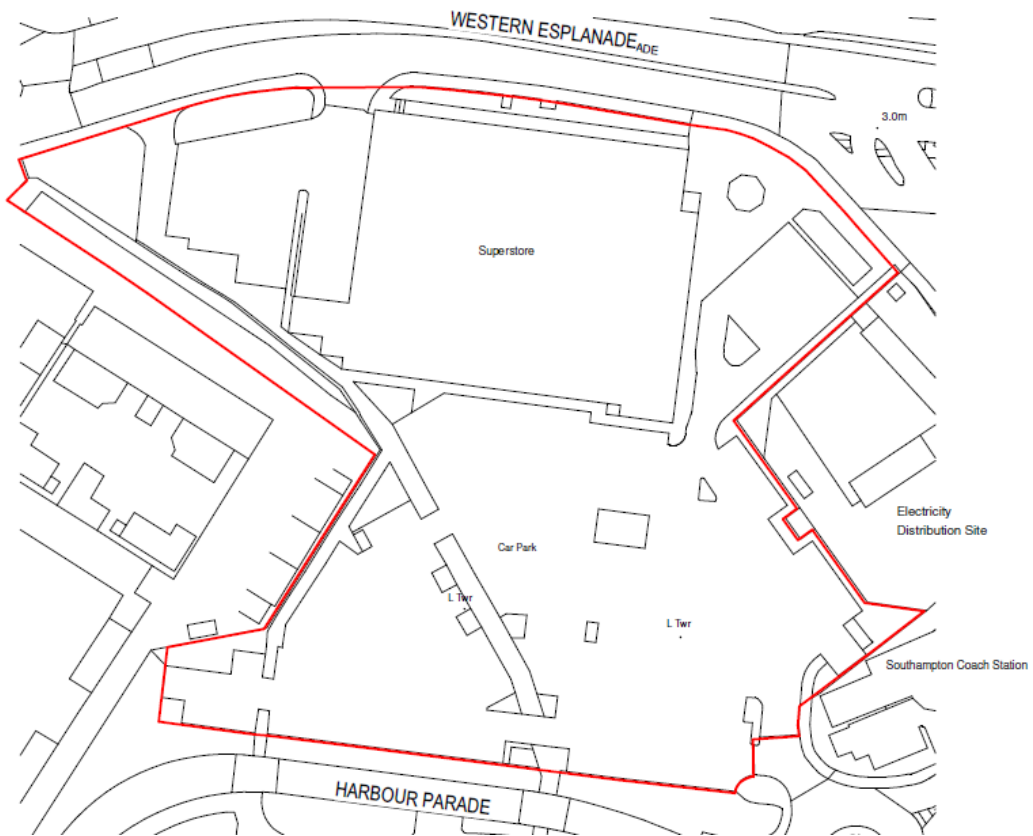 WESTERN ESPLANADE
ADE
3.0m
Superstore
Electricity
Distribution Site
Car Park
L Twr
L Twr
Southampton Coach Station
HARBOUR PARADE